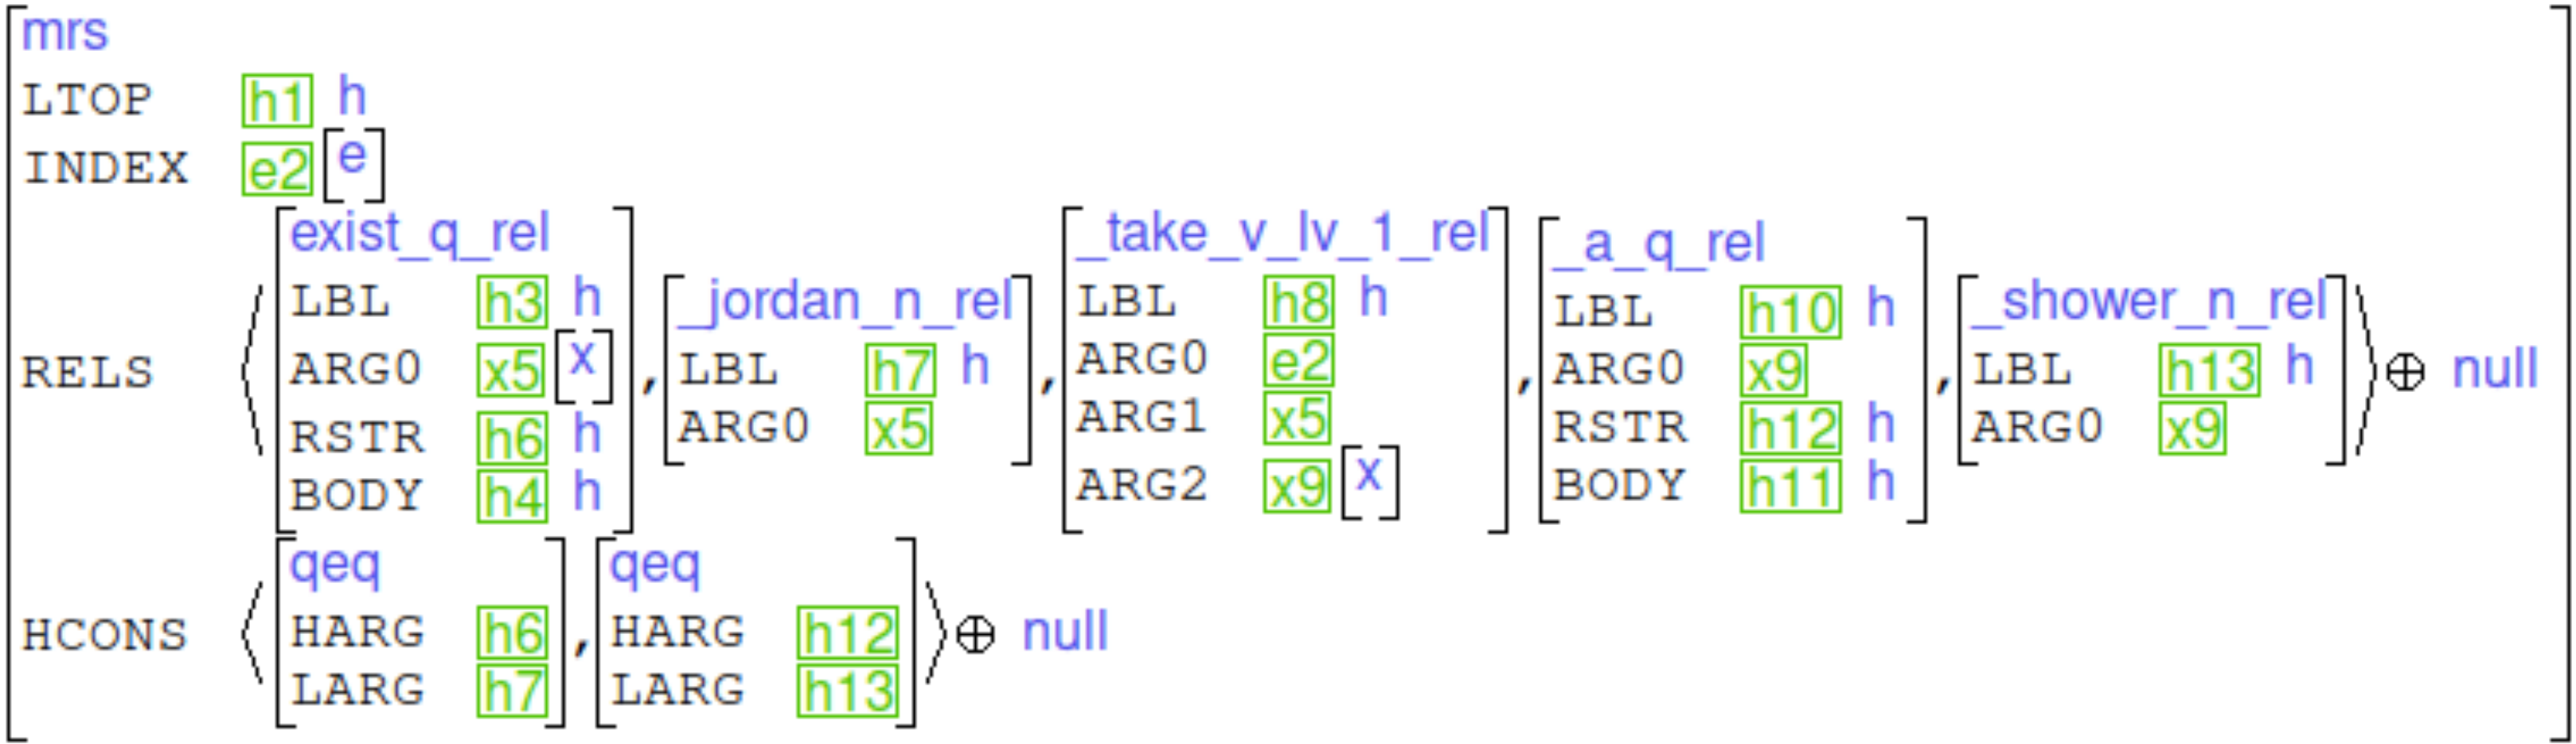 mrs
LTOP h1 h
INDEX e2 [e]
RELS ⟨ [exist_q_rel LBL h3 h ARG0 x5 [x] RSTR h6 h BODY h4 h] , [_jordan_n_rel LBL h7 h ARG0 x5] , [_take_v_lv_1_rel LBL h8 h ARG0 e2 ARG1 x5 ARG2 x9 [x]] , [_a_q_rel LBL h10 h ARG0 x9 RSTR h12 h BODY h11 h] , [_shower_n_rel LBL h13 h ARG0 x9] ⟩ ⊕ null
HCONS ⟨ [qeq HARG h6 LARG h7] , [qeq HARG h12 LARG h13] ⟩ ⊕ null